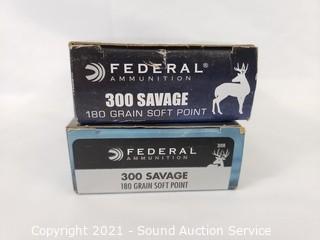 FEDERAL®
AMMUNITION
300 SAVAGE
180 GRAIN SOFT POINT
FEDERAL
AMMUNITION
300 SAVAGE
180 GRAIN SOFT POINT
Copyright © 2021 - Sound Auction Service